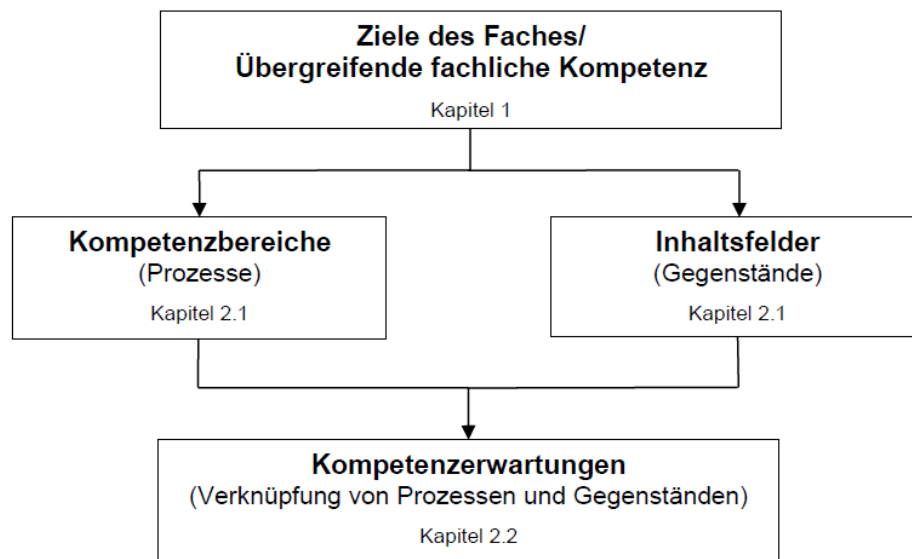 Ziele des Faches/
Übergreifende fachliche Kompetenz
Kapitel 1
Kompetenzbereiche
(Prozesse)
Kapitel 2.1
Inhaltsfelder
(Gegenstände)
Kapitel 2.1
Kompetenzerwartungen
(Verknüpfung von Prozessen und Gegenständen)
Kapitel 2.2